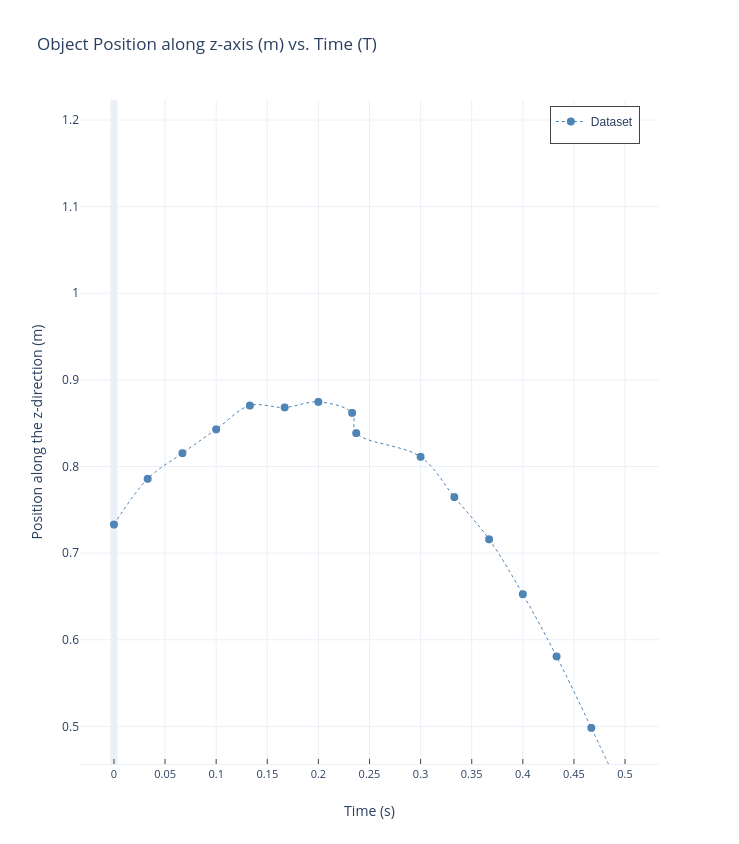 Object Position along z-axis (m) vs. Time (T)
Dataset
1.2
1.1
1
0.9
0.8
0.7
0.6
0.5
Position along the z-direction (m)
0 0.05 0.1 0.15 0.2 0.25 0.3 0.35 0.4 0.45 0.5
Time (s)